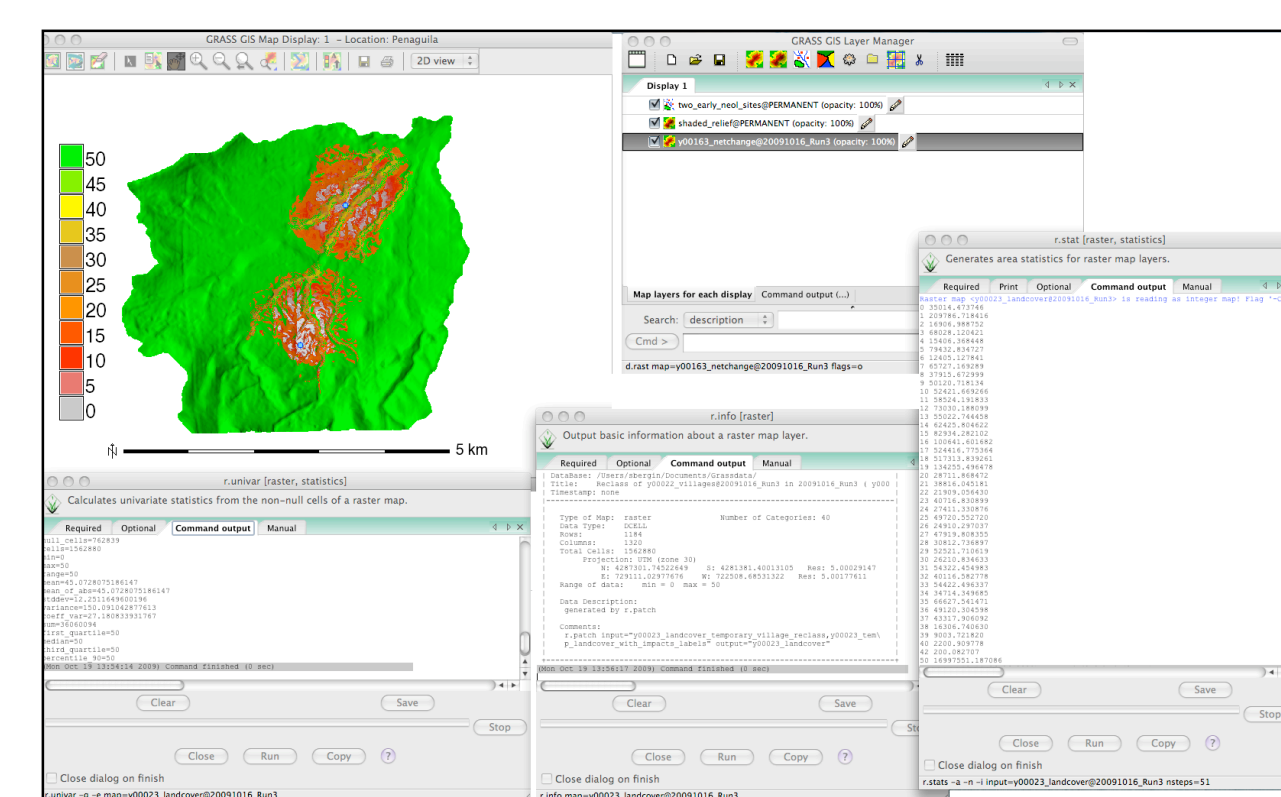 GRASS GIS Map Display: 1 - Location: Penaguila
2D view
50
45
40
35
30
25
20
15
10
5
0
5 km
GRASS GIS Layer Manager
Display 1
two_early_neol_sites@PERMANENT (opacity: 100%)
shaded_relief@PERMANENT (opacity: 100%)
y00163_netchange@20091016_Run3 (opacity: 100%)
Map layers for each display Command output (...)
Search: description
Cmd >
d.rast map=y00163_netchange@20091016_Run3 flags=o
r.stat [raster, statistics]
Generates area statistics for raster map layers.
Required Print Optional Command output Manual
Raster map <y00023_landcover@20091016_Run3> is reading as integer map! Flag '-C
0 35014.473746
1 209786.718416
2 16906.988752
3 68028.120421
4 15406.368448
5 79432.834727
6 12405.127841
7 65727.169289
8 37915.672999
9 50120.718134
10 52421.669266
11 58524.191833
12 73030.188099
13 55022.744458
14 62425.804622
15 82934.282102
16 100641.601682
17 524416.775364
18 517313.839261
19 134255.496478
20 28711.868472
21 38816.045181
22 21909.056430
23 40716.830899
24 27411.330876
25 49720.552720
26 24910.297037
27 47919.808355
28 30812.736897
29 52521.710619
30 26210.834633
31 54322.454983
32 40116.582778
33 54422.496337
34 34714.349685
35 66627.541471
36 49120.304598
37 43317.906092
38 16306.740630
39 9003.721820
40 2200.909778
42 200.082707
50 16997551.187086
Clear Save
Stop
Close Run Copy ?
Close dialog on finish
r.stats -a -n -i input=y00023_landcover@20091016_Run3 nsteps=51
r.info [raster]
Output basic information about a raster map layer.
Required Optional Command output Manual
| DataBase: /Users/sbergin/Documents/Grassdata/
| Title: Reclass of y00022_villages@20091016_Run3 in 20091016_Run3 ( y000 |
| Timestamp: none
Type of Map: raster Number of Categories: 40
Data Type: DCELL
Rows: 1184
Columns: 1320
Total Cells: 1562880
Projection: UTM (zone 30)
N: 4287301.74522649 S: 4281381.40013105 Res: 5.00029147
E: 729111.02977676 W: 722508.68531322 Res: 5.00177611
Range of data: min = 0 max = 50
Data Description:
generated by r.patch
Comments:
r.patch input="y00023_landcover_temporary_village_reclass,y00023_tem\
p_landcover_with_impacts_labels" output="y00023_landcover"
(Mon Oct 19 13:56:17 2009) Command finished (0 sec)
Clear Save
Close Run Copy ?
Close dialog on finish
r.info map=y00023_landcover@20091016_Run3
r.univar [raster, statistics]
Calculates univariate statistics from the non-null cells of a raster map.
Required Optional Command output Manual
null_cells=762839
cells=1562880
min=0
max=50
range=50
mean=45.0728075186147
mean_of_abs=45.0728075186147
stddev=12.2511649600196
variance=150.091042877613
coeff_var=27.180833931767
sum=36060094
first_quartile=50
median=50
third_quartile=50
percentile_90=50
(Mon Oct 19 13:54:14 2009) Command finished (0 sec)
Clear Save
Stop
Close Run Copy ?
Close dialog on finish
r.univar -o -e map=y00023_landcover@20091016_Run3